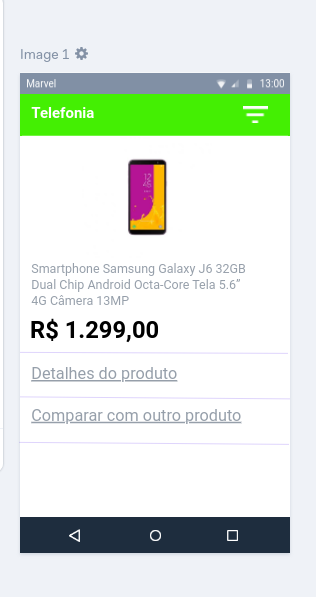 Image 1
Marvel
13:00
Telefonia
Smartphone Samsung Galaxy J6 32GB
Dual Chip Android Octa-Core Tela 5.6”
4G Câmera 13MP
R$ 1.299,00
Detalhes do produto
Comparar com outro produto